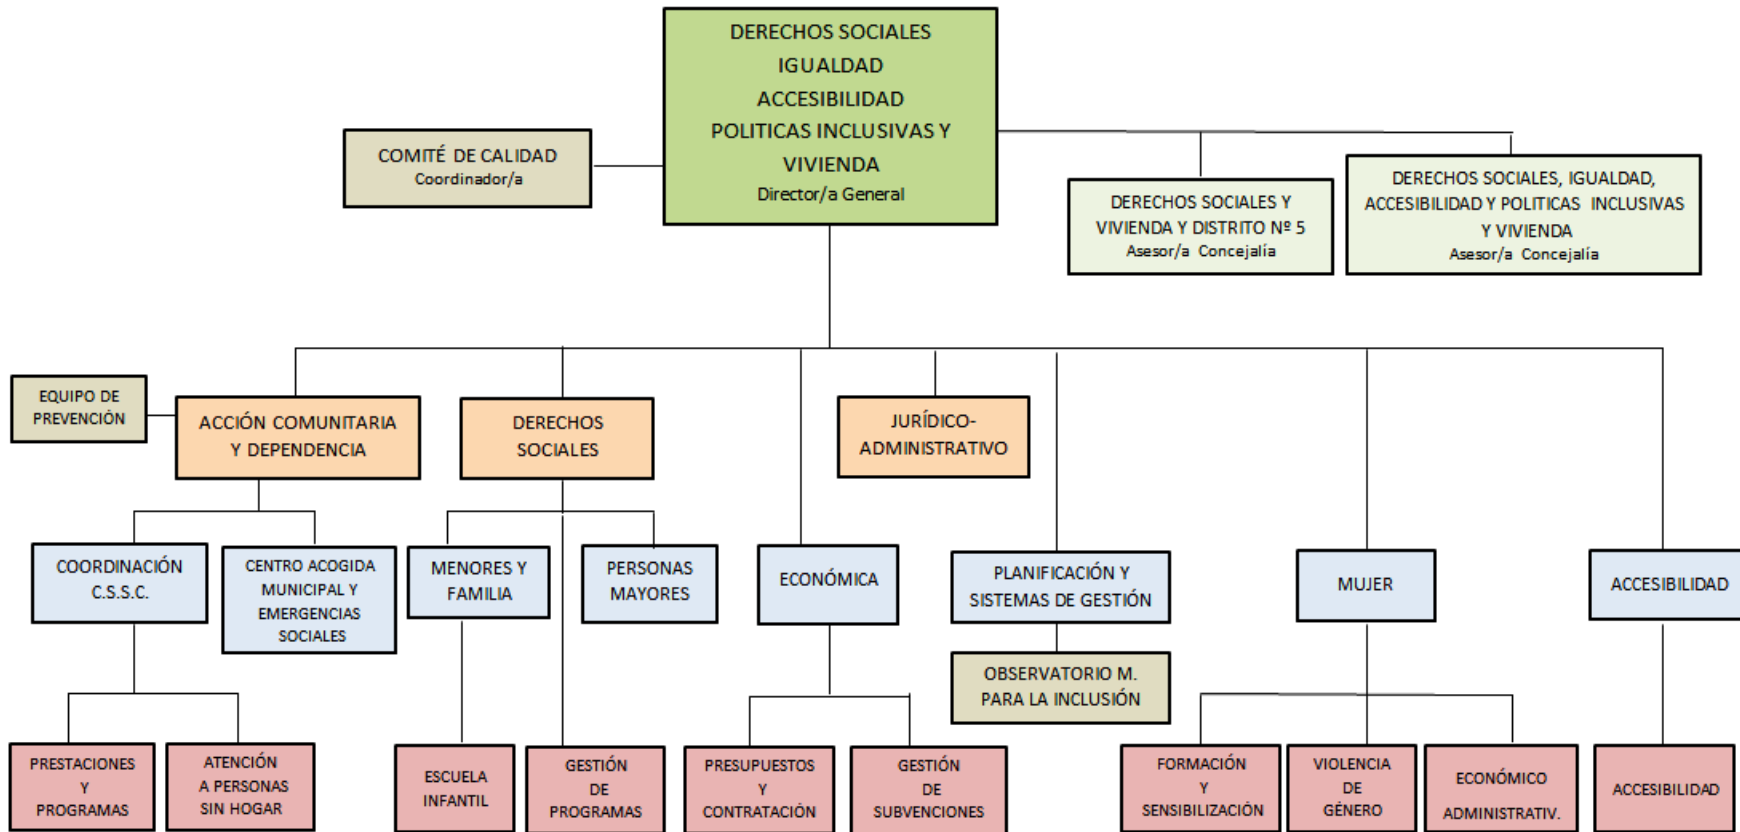 DERECHOS SOCIALES
IGUALDAD
ACCESIBILIDAD
POLITICAS INCLUSIVAS Y
VIVIENDA
Director/a General
COMITÉ DE CALIDAD
Coordinador/a
DERECHOS SOCIALES Y
VIVIENDA Y DISTRITO Nº 5
Asesor/a Concejalía
DERECHOS SOCIALES, IGUALDAD,
ACCESIBILIDAD Y POLITICAS INCLUSIVAS
Y VIVIENDA
Asesor/a Concejalía
EQUIPO DE
PREVENCIÓN
ACCIÓN COMUNITARIA
Y DEPENDENCIA
DERECHOS
SOCIALES
JURÍDICO-
ADMINISTRATIVO
COORDINACIÓN
C.S.S.C.
CENTRO ACOGIDA
MUNICIPAL Y
EMERGENCIAS
SOCIALES
MENORES Y
FAMILIA
PERSONAS
MAYORES
ECONÓMICA
PLANIFICACIÓN Y
SISTEMAS DE GESTIÓN
MUJER
ACCESIBILIDAD
OBSERVATORIO M.
PARA LA INCLUSIÓN
PRESTACIONES
Y
PROGRAMAS
ATENCIÓN
A PERSONAS
SIN HOGAR
ESCUELA
INFANTIL
GESTIÓN
DE
PROGRAMAS
PRESUPUESTOS
Y
CONTRATACIÓN
GESTIÓN
DE
SUBVENCIONES
FORMACIÓN
Y
SENSIBILIZACIÓN
VIOLENCIA
DE
GÉNERO
ECONÓMICO
ADMINISTRATIV.
ACCESIBILIDAD